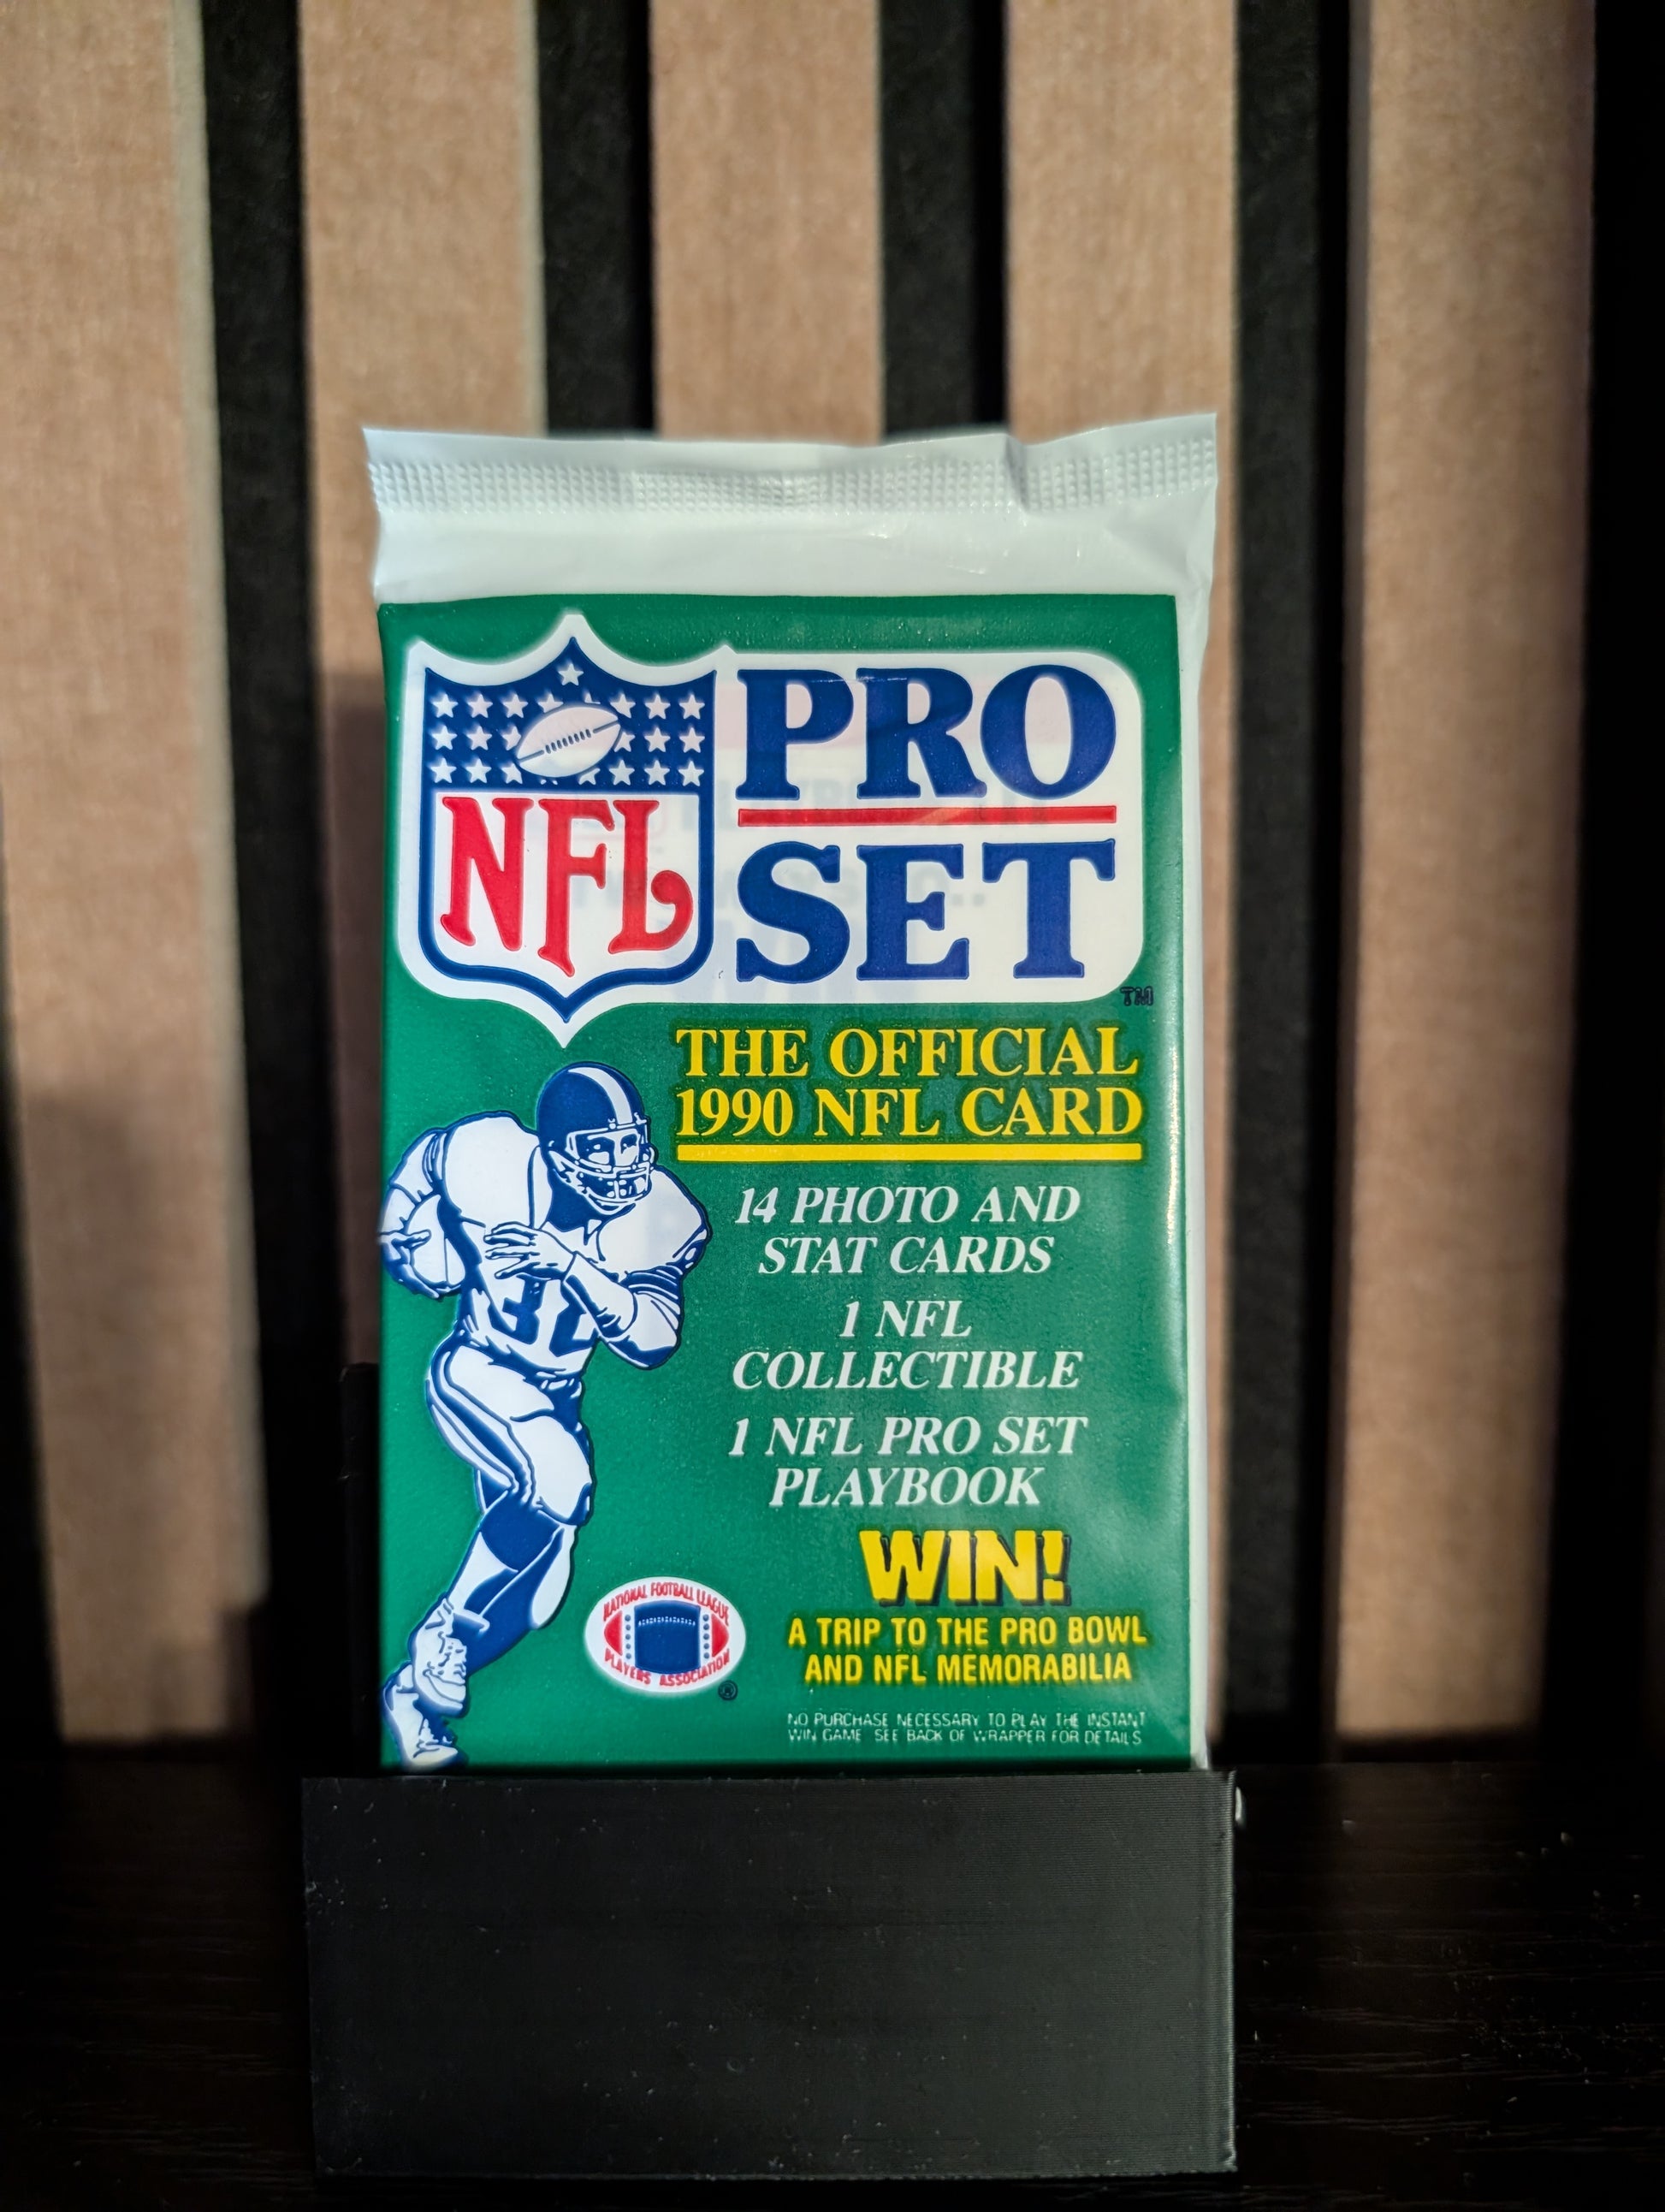 NFL
PRO
SET
TM
THE OFFICIAL
1990 NFL CARD
14 PHOTO AND
STAT CARDS
1 NFL
COLLECTIBLE
1 NFL PRO SET
PLAYBOOK
WIN!
A TRIP TO THE PRO BOWL
AND NFL MEMORABILIA
NATIONAL FOOTBALL LEAGUE
PLAYERS ASSOCIATION
®
NO PURCHASE NECESSARY TO PLAY THE INSTANT
WIN GAME SEE BACK OF WRAPPER FOR DETAILS